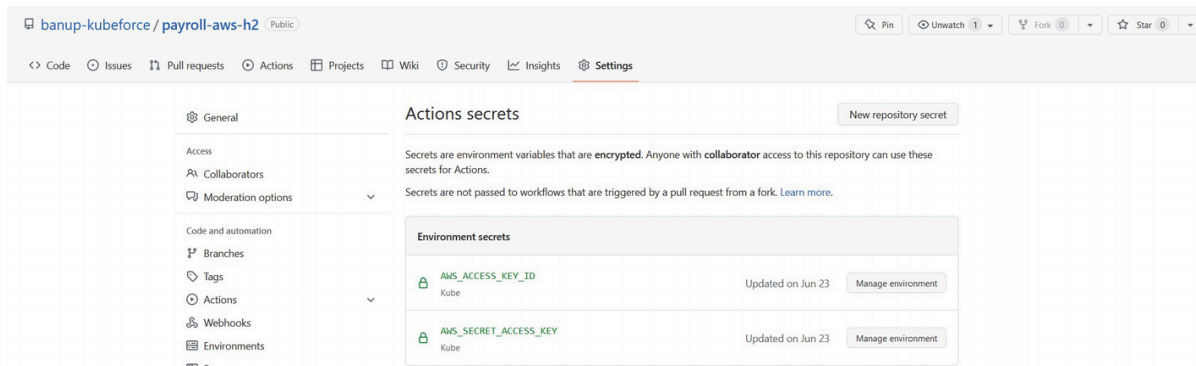 banup-kubeforce / payroll-aws-h2 Public
Pin Unwatch 1 Fork 0 Star 0
Code Issues Pull requests Actions Projects Wiki Security Insights Settings
General
Access
Collaborators
Moderation options
Code and automation
Branches
Tags
Actions
Webhooks
Environments
Actions secrets
New repository secret
Secrets are environment variables that are encrypted. Anyone with collaborator access to this repository can use these
secrets for Actions.
Secrets are not passed to workflows that are triggered by a pull request from a fork. Learn more.
Environment secrets
AWS_ACCESS_KEY_ID
Kube
Updated on Jun 23
Manage environment
AWS_SECRET_ACCESS_KEY
Kube
Updated on Jun 23
Manage environment